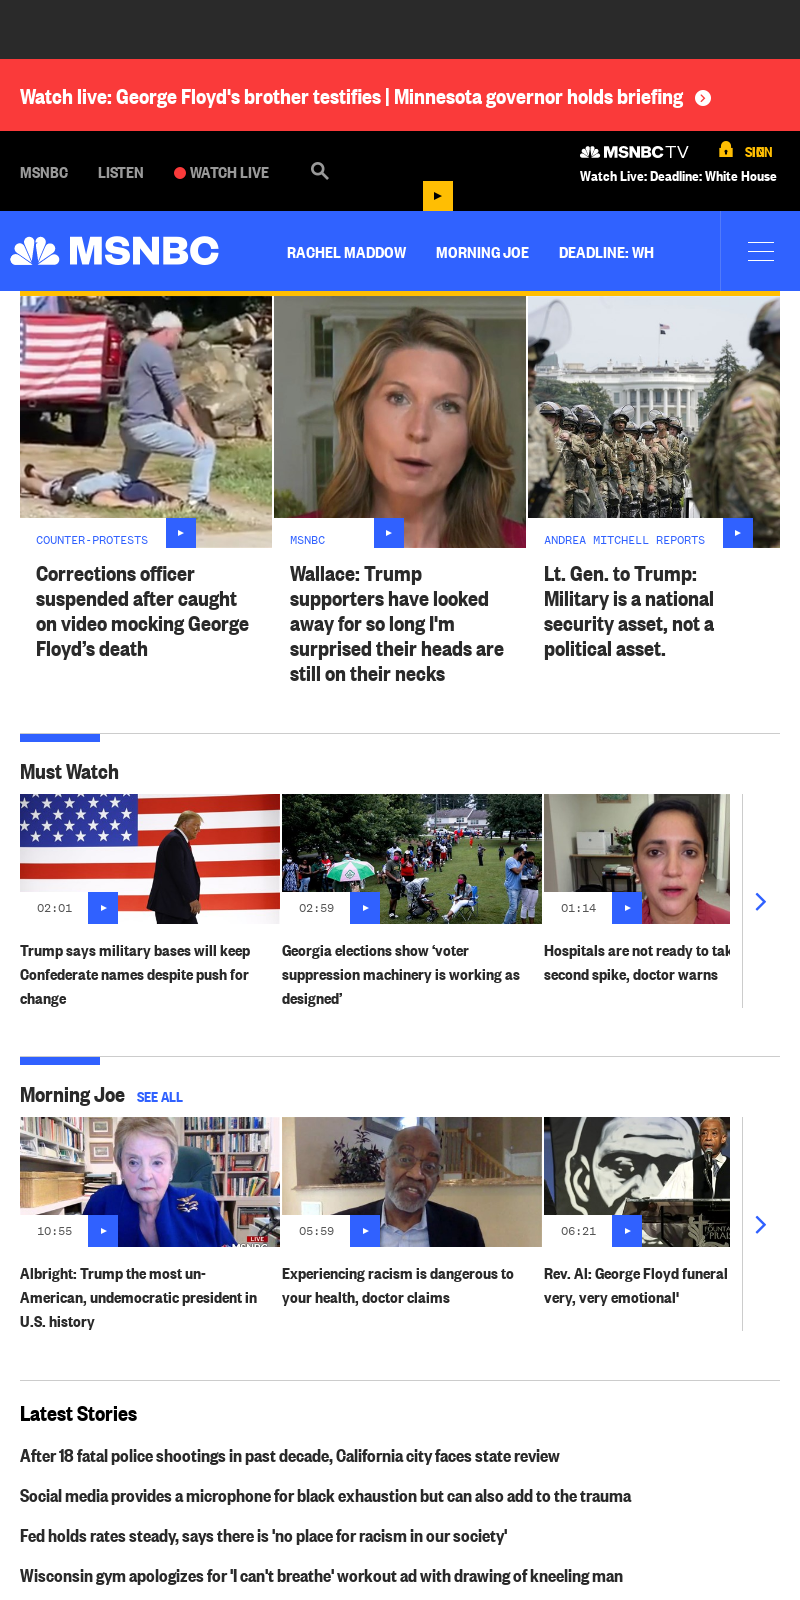 Watch live: George Floyd's brother testifies | Minnesota governor holds briefing
MSNBC LISTEN WATCH LIVE
MSNBC TV
Watch Live: Deadline: White House
MSNBC
RACHEL MADDOW MORNING JOE DEADLINE: WH
COUNTER-PROTESTS
Corrections officer
suspended after caught
on video mocking George
Floyd’s death
MSNBC
Wallace: Trump
supporters have looked
away for so long I'm
surprised their heads are
still on their necks
ANDREA MITCHELL REPORTS
Lt. Gen. to Trump:
Military is a national
security asset, not a
political asset.
Must Watch
02:01
Trump says military bases will keep
Confederate names despite push for
change
02:59
Georgia elections show ‘voter
suppression machinery is working as
designed’
01:14
Hospitals are not ready to tak
second spike, doctor warns
Morning Joe SEE ALL
LIVE
10:55
Albright: Trump the most un-
American, undemocratic president in
U.S. history
05:59
Experiencing racism is dangerous to
your health, doctor claims
06:21
Rev. Al: George Floyd funeral
very, very emotional'
Latest Stories
After 18 fatal police shootings in past decade, California city faces state review
Social media provides a microphone for black exhaustion but can also add to the trauma
Fed holds rates steady, says there is 'no place for racism in our society'
Wisconsin gym apologizes for 'I can't breathe' workout ad with drawing of kneeling man